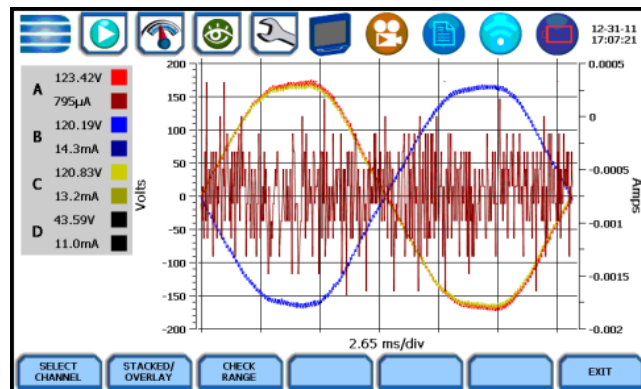 12-31-11
17:07:21
A 123.42V
795µA
B 120.19V
14.3mA
C 120.83V
13.2mA
D 43.59V
11.0mA
Volts
200
150
100
50
0
-50
-100
-150
-200
0.0005
0
-0.0005
-0.001
-0.0015
-0.002
Amps
2.65 ms/div
SELECT CHANNEL
STACKED/ OVERLAY
CHECK RANGE
EXIT